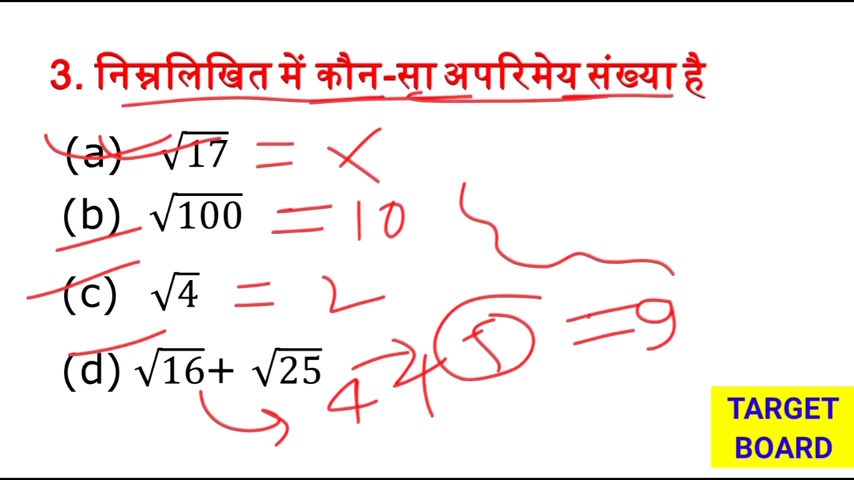 3. निम्नलिखित में कौन-सा अपरिमेय संख्या है
(a) √17 = ×
(b) √100 = 10
(c) √4 = 2
(d) √16+ √25 4+5 = 9
TARGET
BOARD